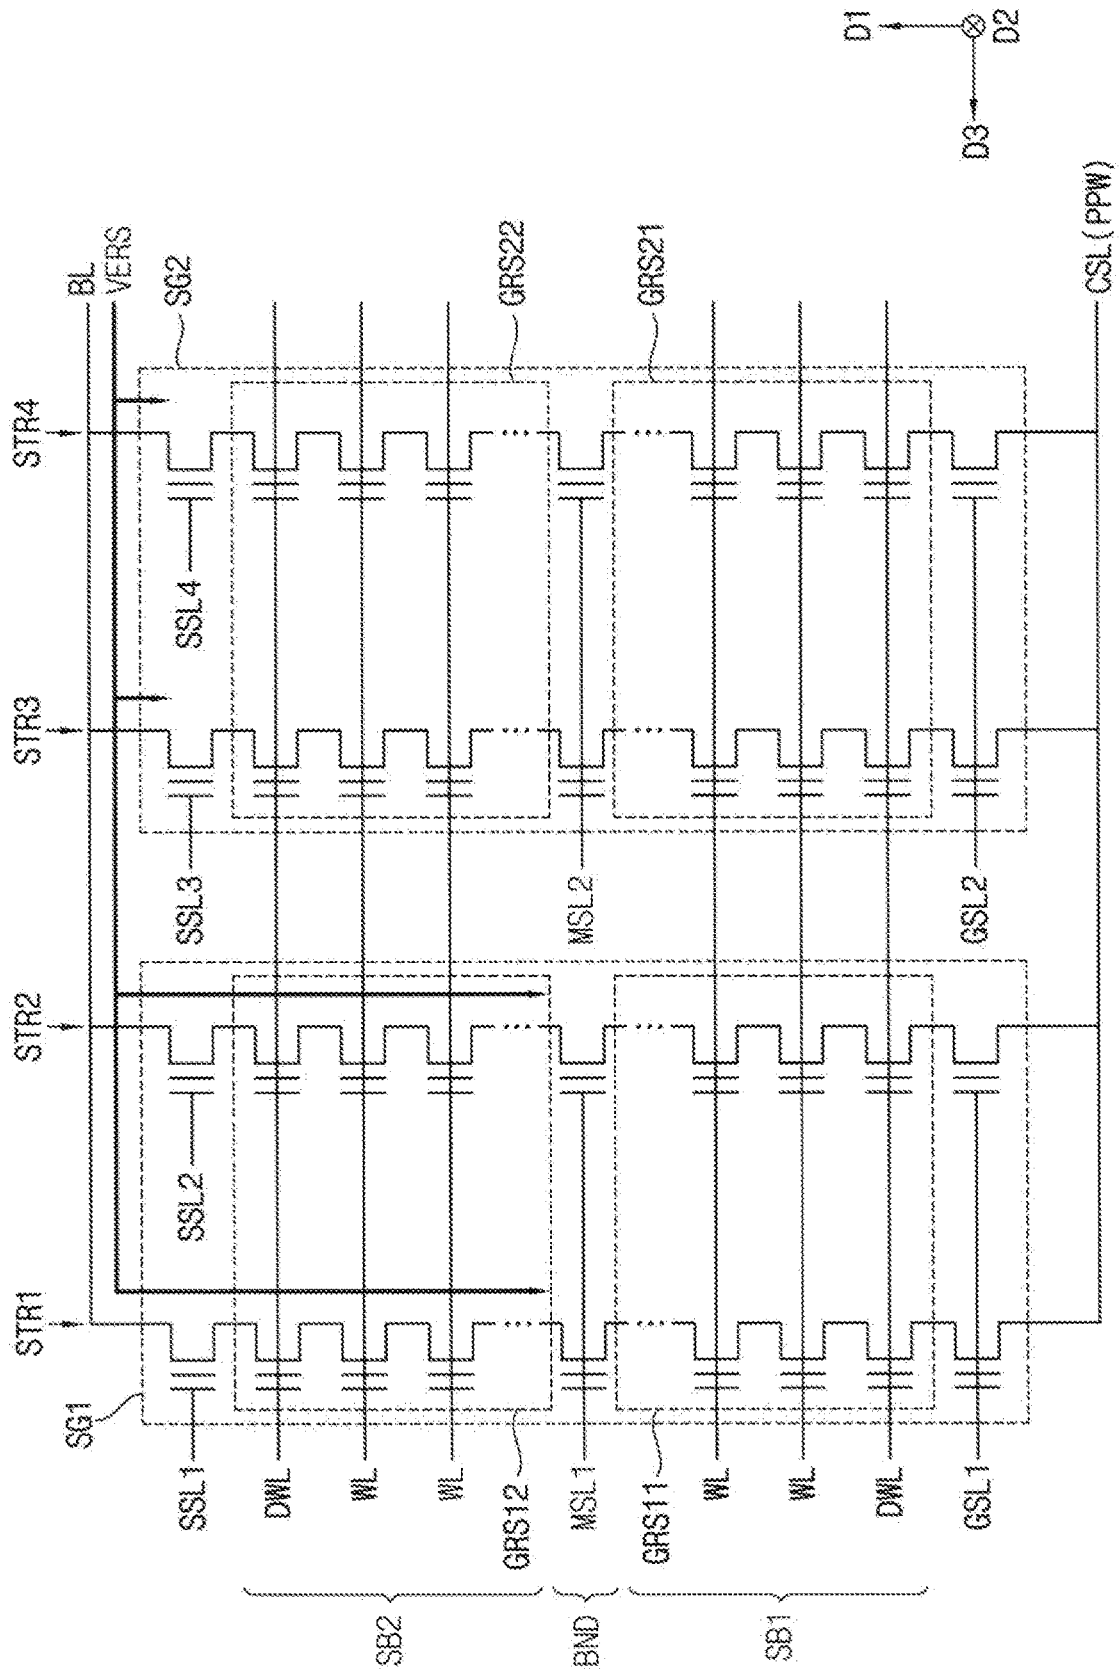 STR1
STR2
STR3
STR4
BL
VERS
SG1
SG2
SSL1
SSL2
SSL3
SSL4
DWL
WL
WL
GRS12
GRS22
MSL1
MSL2
GRS11
GRS21
WL
WL
DWL
GSL1
GSL2
CSL(PPW)
SB2
BND
SB1
D1
D2
D3